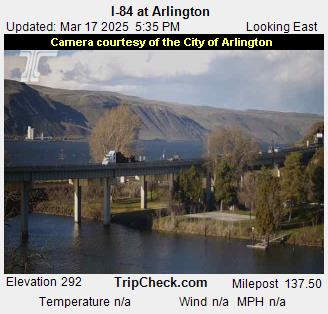 I-84 at Arlington
Updated: Mar 17 2025 5:35 PM Looking East
Camera courtesy of the City of Arlington
Elevation 292 TripCheck.com Milepost 137.50
Temperature n/a Wind n/a MPH n/a